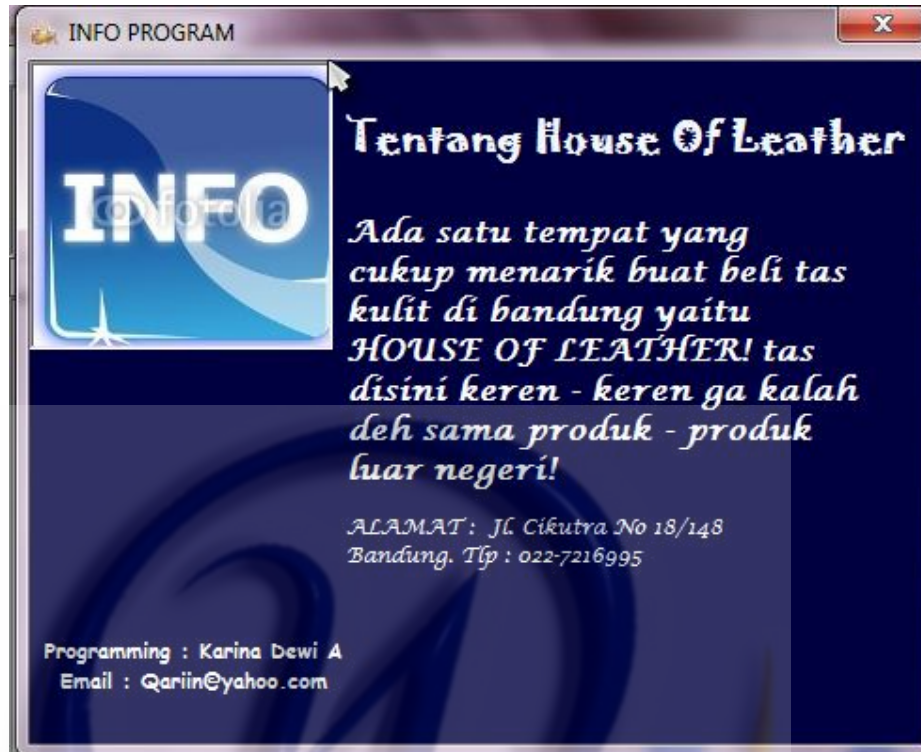 INFO PROGRAM
INFO
fotolia
Tentang House Of Leather
Ada satu tempat yang
cukup menarik buat beli tas
kulit di bandung yaitu
HOUSE OF LEATHER! tas
disini keren - keren ga kalah
deh sama produk - produk
luar negeri!
ALAMAT : Jl. Cikutra No 18/148
Bandung. Tlp : 022-7216995
Programming : Karina Dewi A
Email : Qariin@yahoo.com